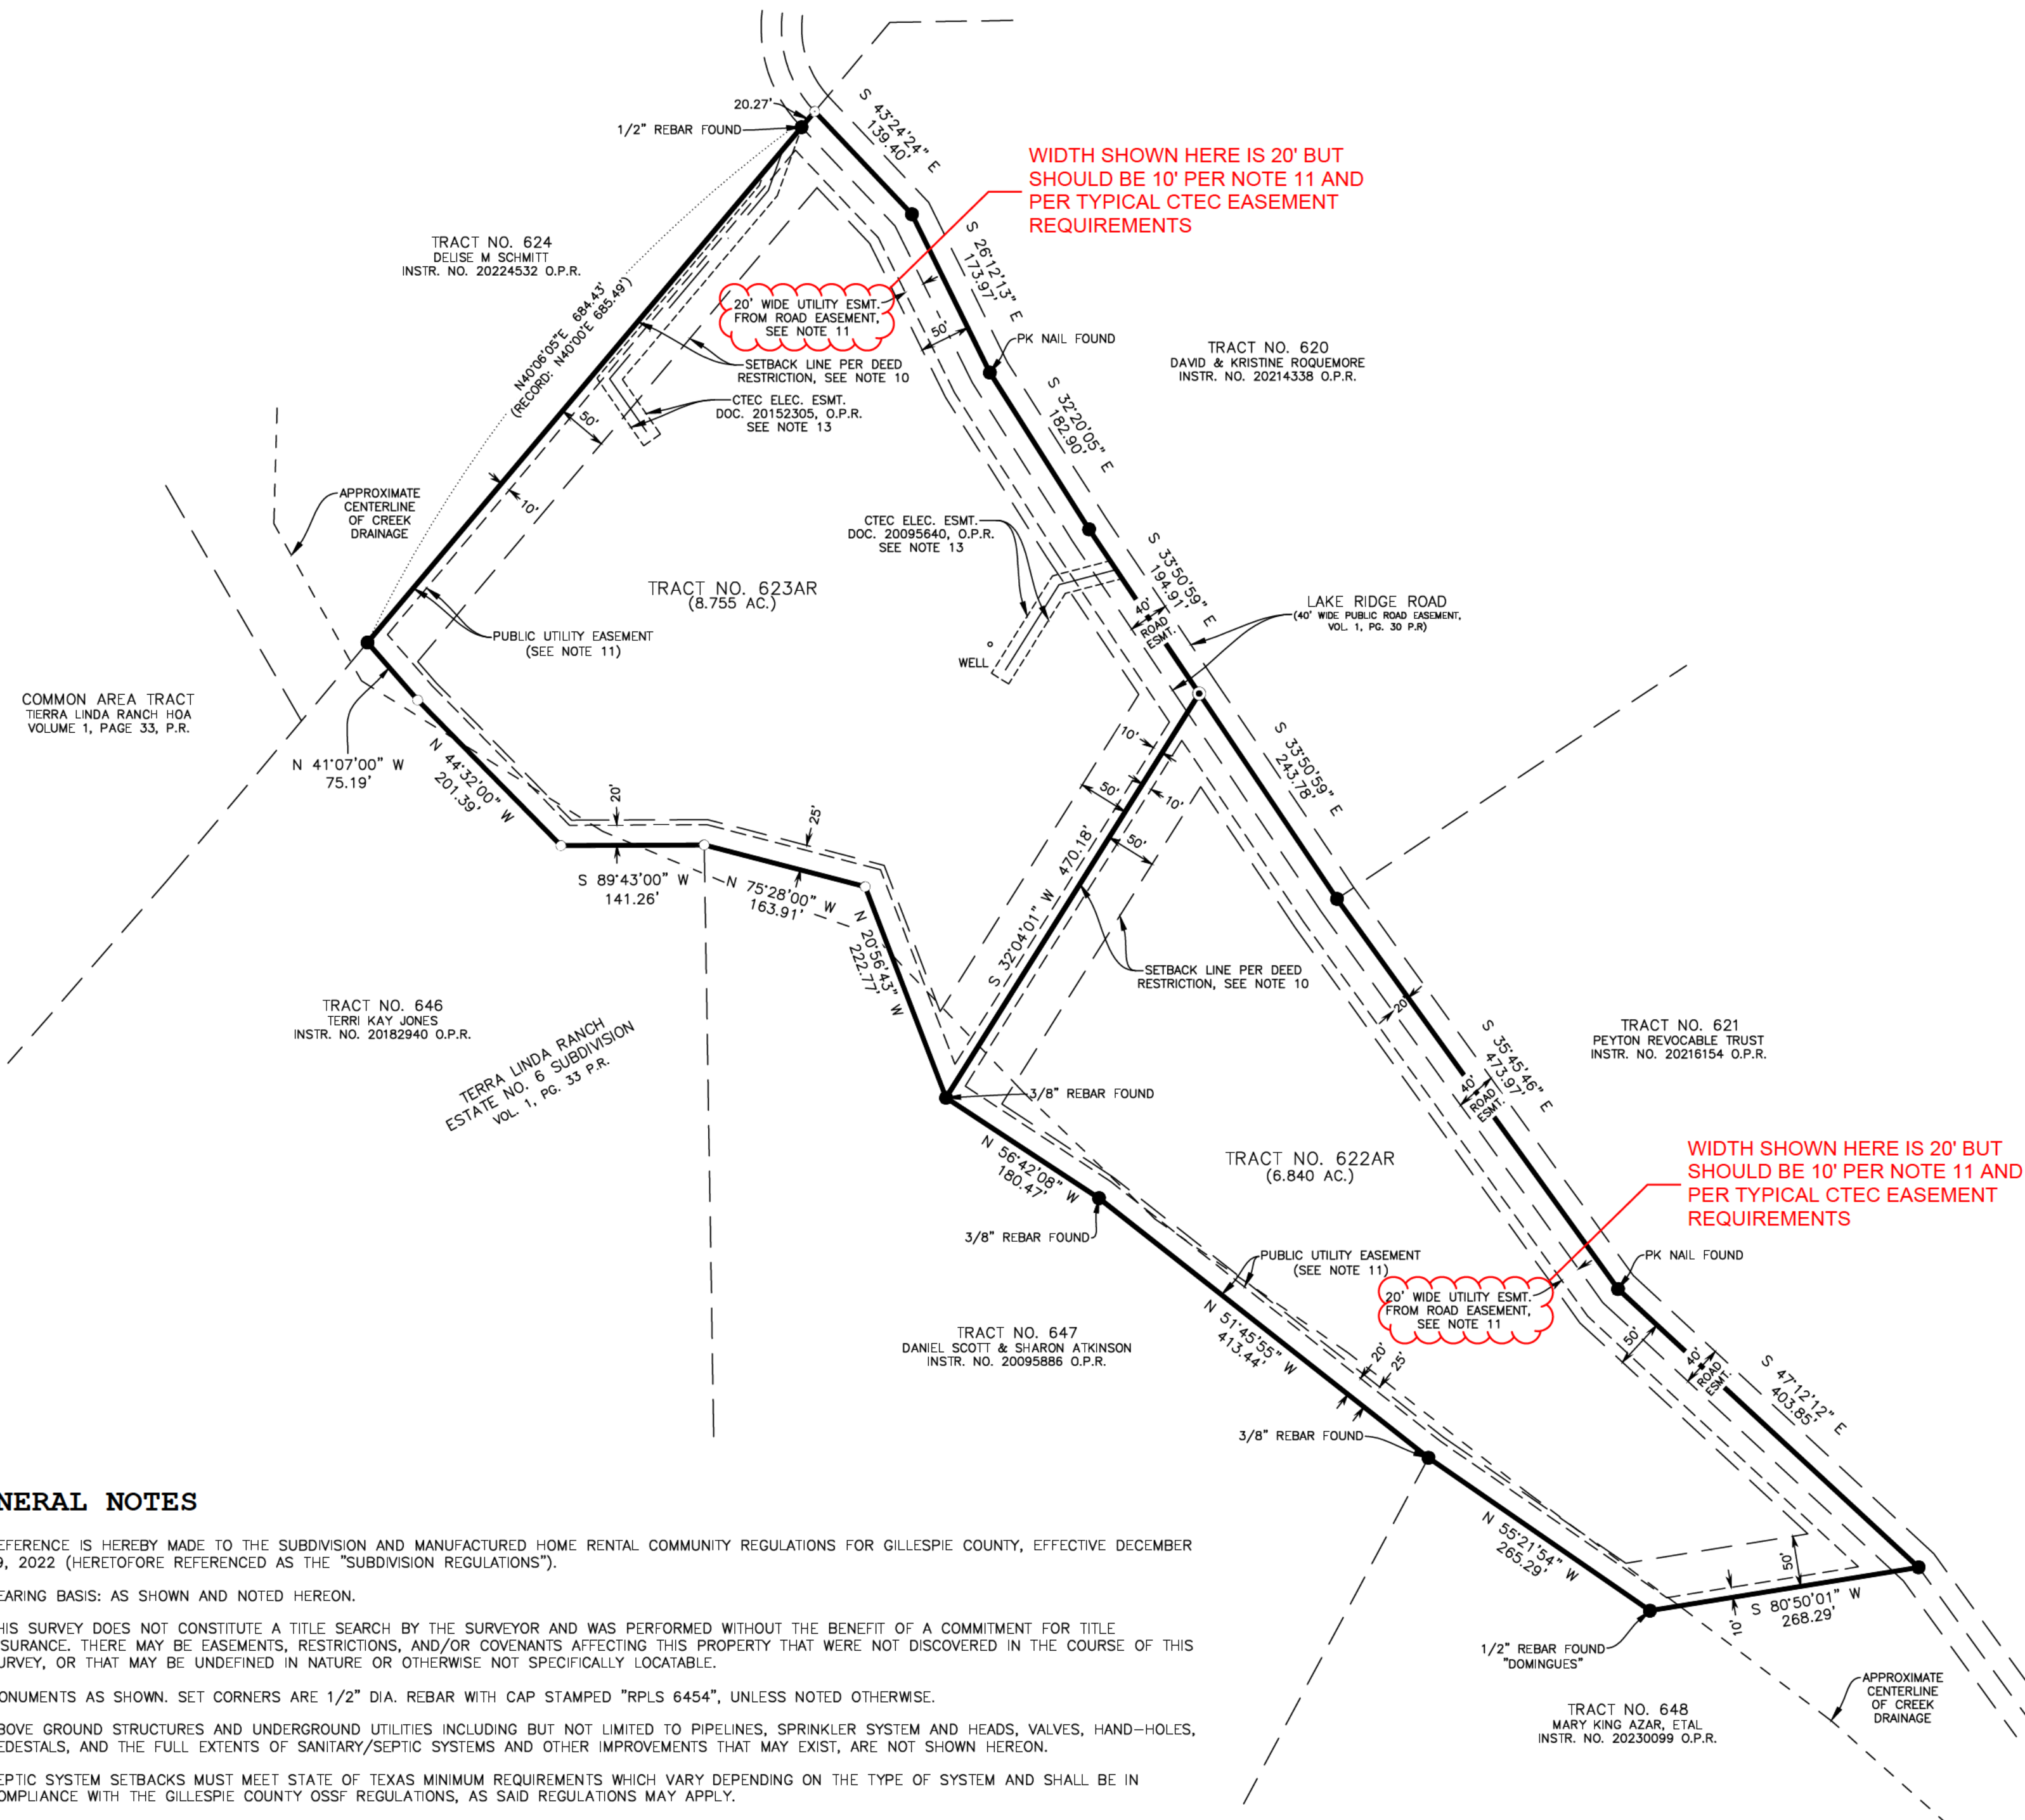 20.27'
1/2" REBAR FOUND
S 43°24'24" E
139.40'
WIDTH SHOWN HERE IS 20' BUT
SHOULD BE 10' PER NOTE 11 AND
PER TYPICAL CTEC EASEMENT
REQUIREMENTS
TRACT NO. 624
DELISE M SCHMITT
INSTR. NO. 20224532 O.P.R.
S 26°12'13" E
173.97'
N40°06'05"E 684.43'
(RECORD: N40°00'E 685.49')
20' WIDE UTILITY ESMT.
FROM ROAD EASEMENT,
SEE NOTE 11
50'
PK NAIL FOUND
TRACT NO. 620
DAVID & KRISTINE ROQUEMORE
INSTR. NO. 20214338 O.P.R.
SETBACK LINE PER DEED
RESTRICTION, SEE NOTE 10
CTEC ELEC. ESMT.
DOC. 20152305, O.P.R.
SEE NOTE 13
50'
S 32°20'05" E
182.90'
10'
APPROXIMATE
CENTERLINE
OF CREEK
DRAINAGE
CTEC ELEC. ESMT.
DOC. 20095640, O.P.R.
SEE NOTE 13
S 33°50'59" E
194.91'
TRACT NO. 623AR
(8.755 AC.)
40'
ROAD
ESMT.
LAKE RIDGE ROAD
(40' WIDE PUBLIC ROAD EASEMENT,
VOL. 1, PG. 30 P.R)
PUBLIC UTILITY EASEMENT
(SEE NOTE 11)
WELL
COMMON AREA TRACT
TIERRA LINDA RANCH HOA
VOLUME 1, PAGE 33, P.R.
N 41°07'00" W
75.19'
N 44°32'00" W
201.39'
10'
S 33°50'59" E
243.78'
20'
25'
50'
10'
50'
S 32°04'01" W 470.18'
S 89°43'00" W
141.26'
N 75°28'00" W
163.91'
N 20°56'43" W
222.77'
SETBACK LINE PER DEED
RESTRICTION, SEE NOTE 10
20'
TRACT NO. 646
TERRI KAY JONES
INSTR. NO. 20182940 O.P.R.
TERRA LINDA RANCH
ESTATE NO. 6 SUBDIVISION
VOL. 1, PG. 33 P.R.
S 35°45'46" E
473.97'
TRACT NO. 621
PEYTON REVOCABLE TRUST
INSTR. NO. 20216154 O.P.R.
40'
ROAD
ESMT.
3/8" REBAR FOUND
N 56°42'08" W
180.47'
TRACT NO. 622AR
(6.840 AC.)
WIDTH SHOWN HERE IS 20' BUT
SHOULD BE 10' PER NOTE 11 AND
PER TYPICAL CTEC EASEMENT
REQUIREMENTS
3/8" REBAR FOUND
PUBLIC UTILITY EASEMENT
(SEE NOTE 11)
PK NAIL FOUND
20' WIDE UTILITY ESMT.
FROM ROAD EASEMENT,
SEE NOTE 11
N 51°45'55" W
413.44'
TRACT NO. 647
DANIEL SCOTT & SHARON ATKINSON
INSTR. NO. 20095886 O.P.R.
20'
25'
50'
40'
ROAD
ESMT.
S 47°12'12" E
403.85'
3/8" REBAR FOUND
N 55°21'54" W
265.29'
50'
10'
S 80°50'01" W
268.29'
1/2" REBAR FOUND
"DOMINGUES"
APPROXIMATE
CENTERLINE
OF CREEK
DRAINAGE
TRACT NO. 648
MARY KING AZAR, ETAL
INSTR. NO. 20230099 O.P.R.
NERAL NOTES
EFERENCE IS HEREBY MADE TO THE SUBDIVISION AND MANUFACTURED HOME RENTAL COMMUNITY REGULATIONS FOR GILLESPIE COUNTY, EFFECTIVE DECEMBER
9, 2022 (HERETOFORE REFERENCED AS THE "SUBDIVISION REGULATIONS").
EARING BASIS: AS SHOWN AND NOTED HEREON.
HIS SURVEY DOES NOT CONSTITUTE A TITLE SEARCH BY THE SURVEYOR AND WAS PERFORMED WITHOUT THE BENEFIT OF A COMMITMENT FOR TITLE
SURANCE. THERE MAY BE EASEMENTS, RESTRICTIONS, AND/OR COVENANTS AFFECTING THIS PROPERTY THAT WERE NOT DISCOVERED IN THE COURSE OF THIS
URVEY, OR THAT MAY BE UNDEFINED IN NATURE OR OTHERWISE NOT SPECIFICALLY LOCATABLE.
ONUMENTS AS SHOWN. SET CORNERS ARE 1/2" DIA. REBAR WITH CAP STAMPED "RPLS 6454", UNLESS NOTED OTHERWISE.
BOVE GROUND STRUCTURES AND UNDERGROUND UTILITIES INCLUDING BUT NOT LIMITED TO PIPELINES, SPRINKLER SYSTEM AND HEADS, VALVES, HAND-HOLES,
EDESTALS, AND THE FULL EXTENTS OF SANITARY/SEPTIC SYSTEMS AND OTHER IMPROVEMENTS THAT MAY EXIST, ARE NOT SHOWN HEREON.
EPTIC SYSTEM SETBACKS MUST MEET STATE OF TEXAS MINIMUM REQUIREMENTS WHICH VARY DEPENDING ON THE TYPE OF SYSTEM AND SHALL BE IN
OMPLIANCE WITH THE GILLESPIE COUNTY OSSF REGULATIONS, AS SAID REGULATIONS MAY APPLY.